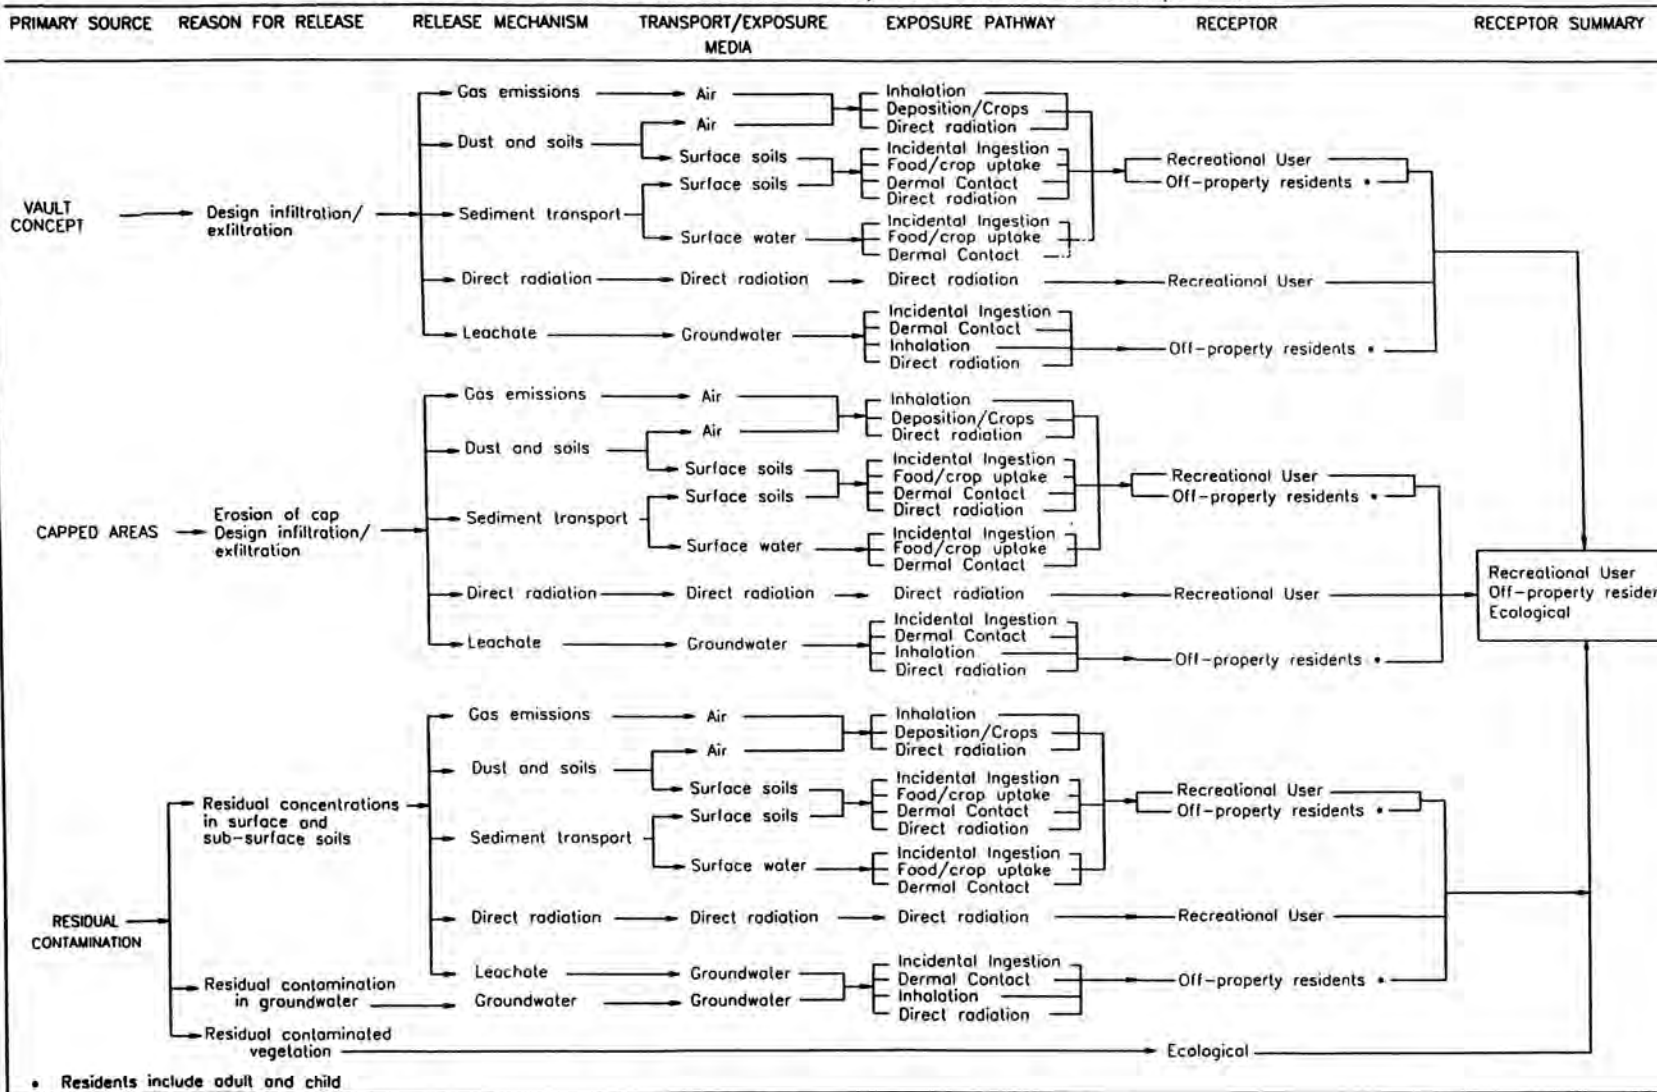 PRIMARY SOURCE REASON FOR RELEASE RELEASE MECHANISM TRANSPORT/EXPOSURE EXPOSURE PATHWAY RECEPTOR RECEPTOR SUMMARY
MEDIA
VAULT
CONCEPT
Design infiltration/
exfiltration
Gas emissions
Dust and soils
Sediment transport
Direct radiation
Leachate
Air
Air
Surface soils
Surface soils
Surface water
Direct radiation
Groundwater
Inhalation
Deposition/Crops
Direct radiation
Incidental Ingestion
Food/crop uptake
Dermal Contact
Direct radiation
Incidental Ingestion
Food/crop uptake
Dermal Contact
Direct radiation
Incidental Ingestion
Dermal Contact
Inhalation
Direct radiation
Recreational User
Off-property residents •
Recreational User
Off-property residents •
CAPPED AREAS
Erosion of cap
Design infiltration/
exfiltration
Gas emissions
Dust and soils
Sediment transport
Direct radiation
Leachate
Air
Air
Surface soils
Surface soils
Surface water
Direct radiation
Groundwater
Inhalation
Deposition/Crops
Direct radiation
Incidental Ingestion
Food/crop uptake
Dermal Contact
Direct radiation
Incidental Ingestion
Food/crop uptake
Dermal Contact
Direct radiation
Incidental Ingestion
Dermal Contact
Inhalation
Direct radiation
Recreational User
Off-property residents •
Recreational User
Off-property residents •
Recreational User
Off-property residen
Ecological
RESIDUAL
CONTAMINATION
Residual concentrations
in surface and
sub-surface soils
Residual contamination
in groundwater
Residual contaminated
vegetation
Gas emissions
Dust and soils
Sediment transport
Direct radiation
Leachate
Groundwater
Air
Air
Surface soils
Surface soils
Surface water
Direct radiation
Groundwater
Groundwater
Inhalation
Deposition/Crops
Direct radiation
Incidental Ingestion
Food/crop uptake
Dermal Contact
Direct radiation
Incidental Ingestion
Food/crop uptake
Dermal Contact
Direct radiation
Incidental Ingestion
Dermal Contact
Inhalation
Direct radiation
Recreational User
Off-property residents •
Recreational User
Off-property residents •
Ecological
• Residents include adult and child